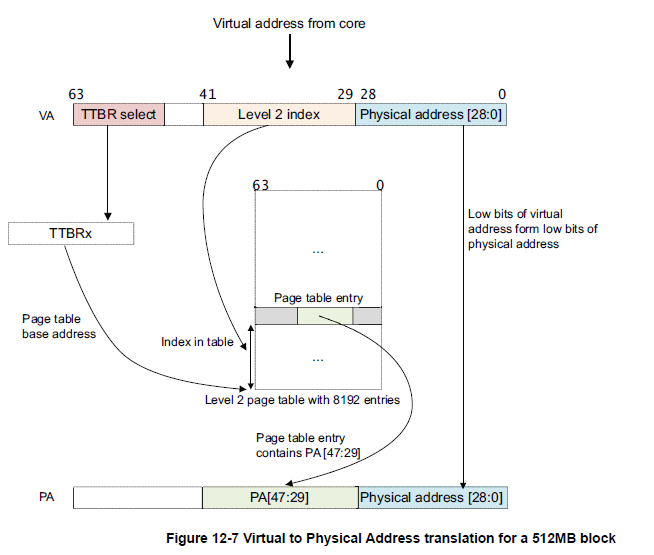 Virtual address from core
63 41 29 28 0
VA TTBR select Level 2 index Physical address [28:0]
63 0
TTBRx
...
Low bits of virtual
address form low bits of
physical address
Page table entry
Page table
base address
Index in table
...
Level 2 page table with 8192 entries
Page table entry
contains PA [47:29]
PA PA[47:29] Physical address [28:0]
Figure 12-7 Virtual to Physical Address translation for a 512MB block